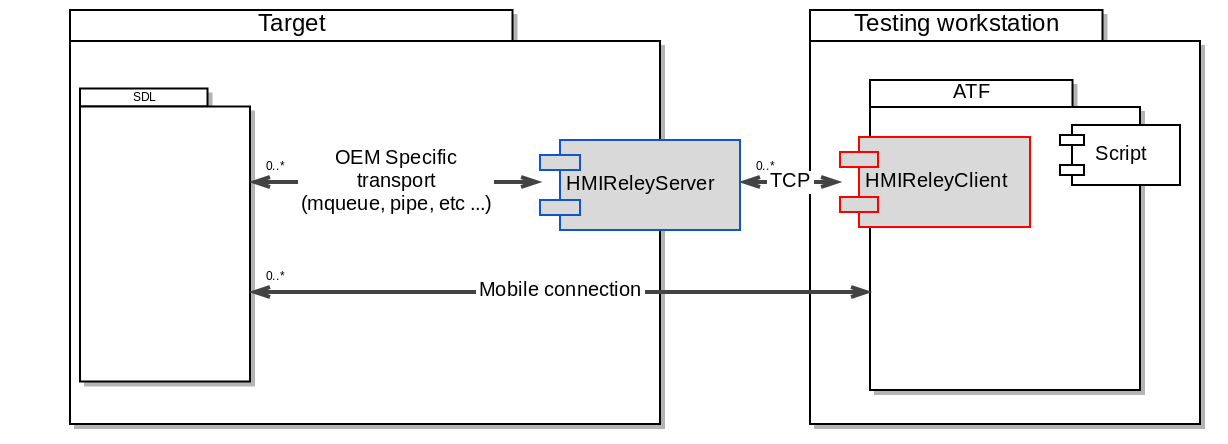 Target
Testing workstation
SDL
ATF
0..*
OEM Specific
transport
(mqueue, pipe, etc ...)
HMIReleyServer
0..*
TCP
HMIReleyClient
Script
0..*
Mobile connection